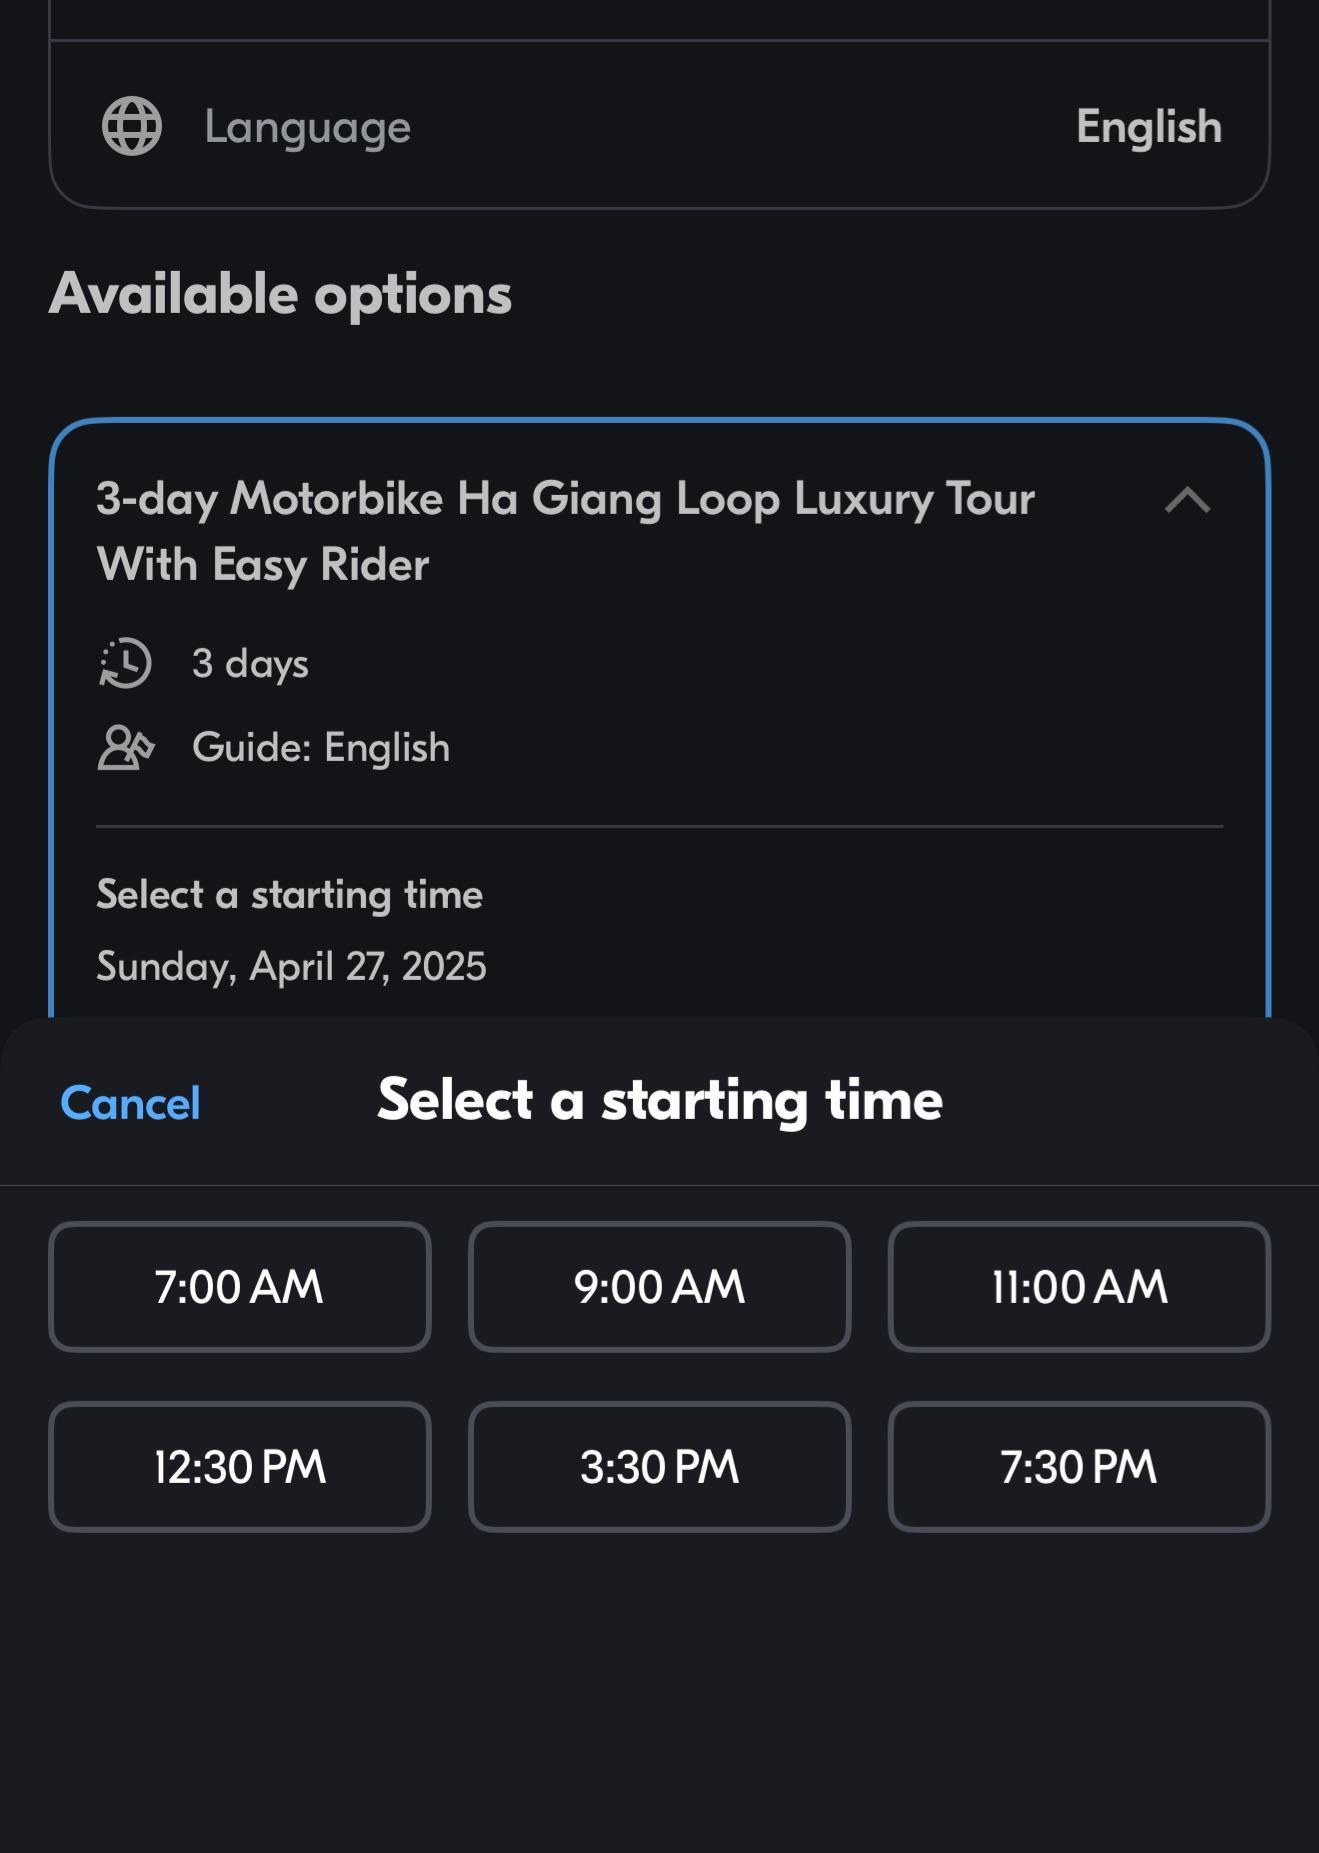 Language
English
Available options
3-day Motorbike Ha Giang Loop Luxury Tour
With Easy Rider
3 days
Guide: English
Select a starting time
Sunday, April 27, 2025
Cancel
Select a starting time
7:00 AM
9:00 AM
11:00 AM
12:30 PM
3:30 PM
7:30 PM